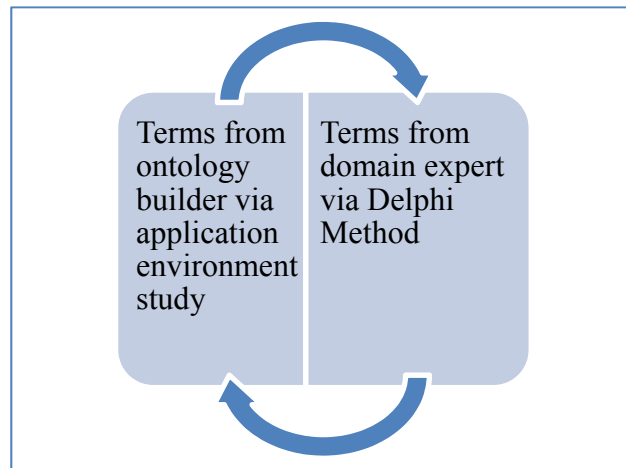 Terms from
ontology
builder via
application
environment
study
Terms from
domain expert
via Delphi
Method